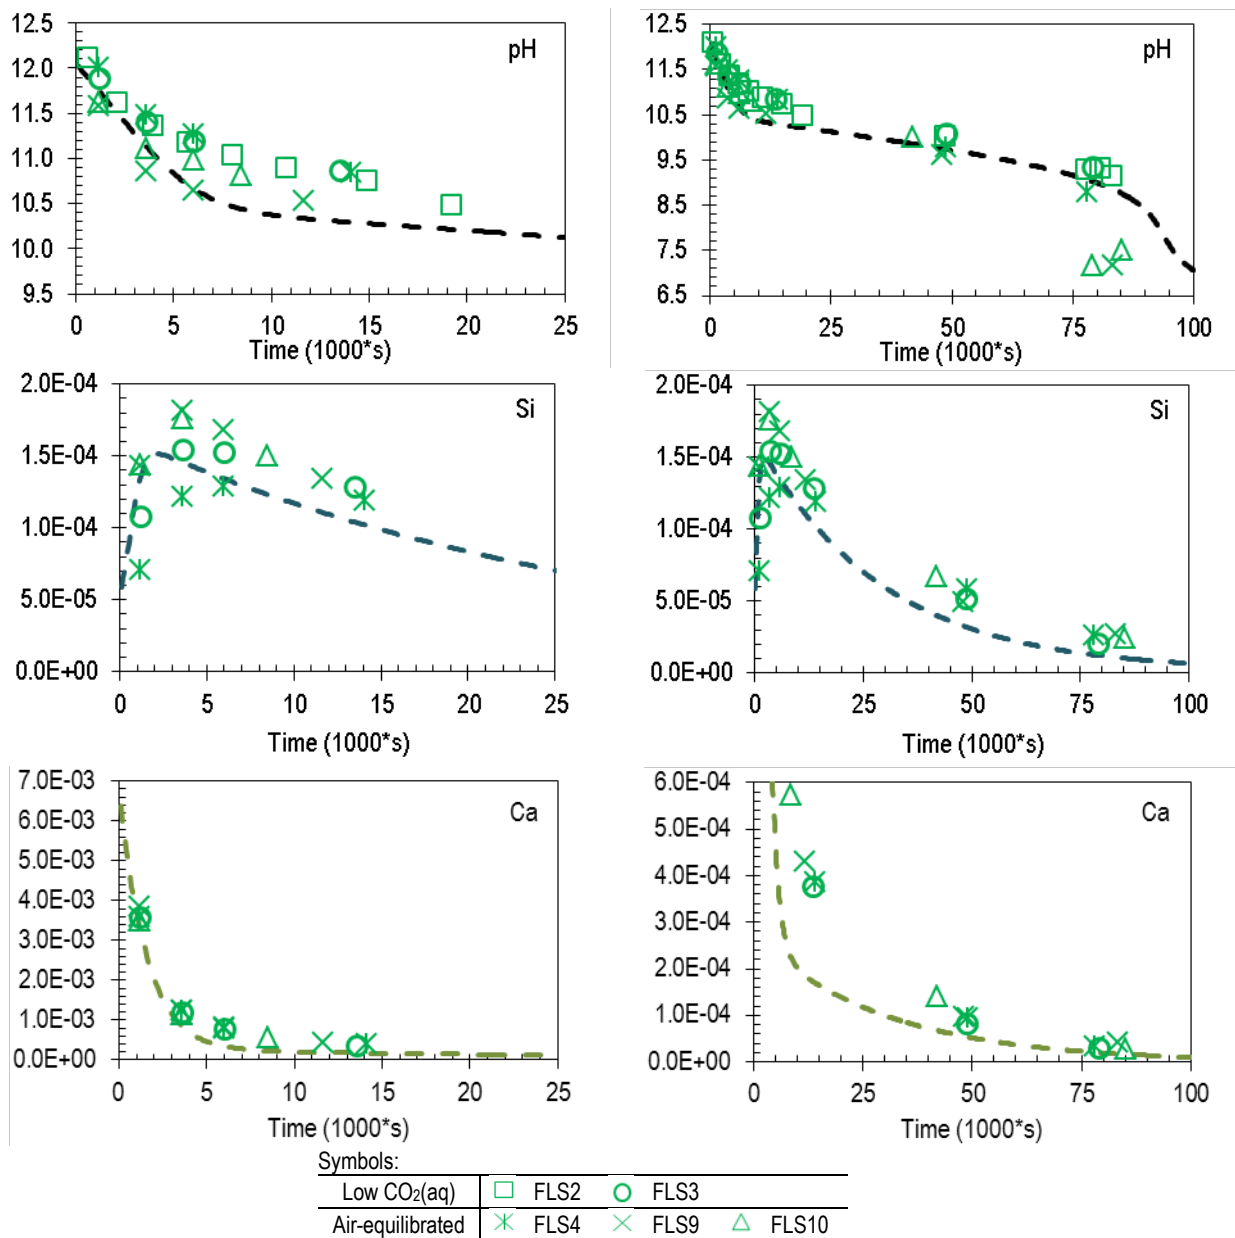 12.5
12.0
11.5
11.0
10.5
10.0
9.5
pH
0 5 10 15 20 25
Time (1000*s)
12.5
11.5
10.5
9.5
8.5
7.5
6.5
pH
0 25 50 75 100
Time (1000*s)
2.0E-04
1.5E-04
1.0E-04
5.0E-05
0.0E+00
Si
0 5 10 15 20 25
Time (1000*s)
2.0E-04
1.5E-04
1.0E-04
5.0E-05
0.0E+00
Si
0 25 50 75 100
Time (1000*s)
7.0E-03
6.0E-03
5.0E-03
4.0E-03
3.0E-03
2.0E-03
1.0E-03
0.0E+00
Ca
0 5 10 15 20 25
Time (1000*s)
6.0E-04
5.0E-04
4.0E-04
3.0E-04
2.0E-04
1.0E-04
0.0E+00
Ca
0 25 50 75 100
Time (1000*s)
Symbols:
Low CO₂(aq) FLS2 FLS3
Air-equilibrated FLS4 FLS9 FLS10